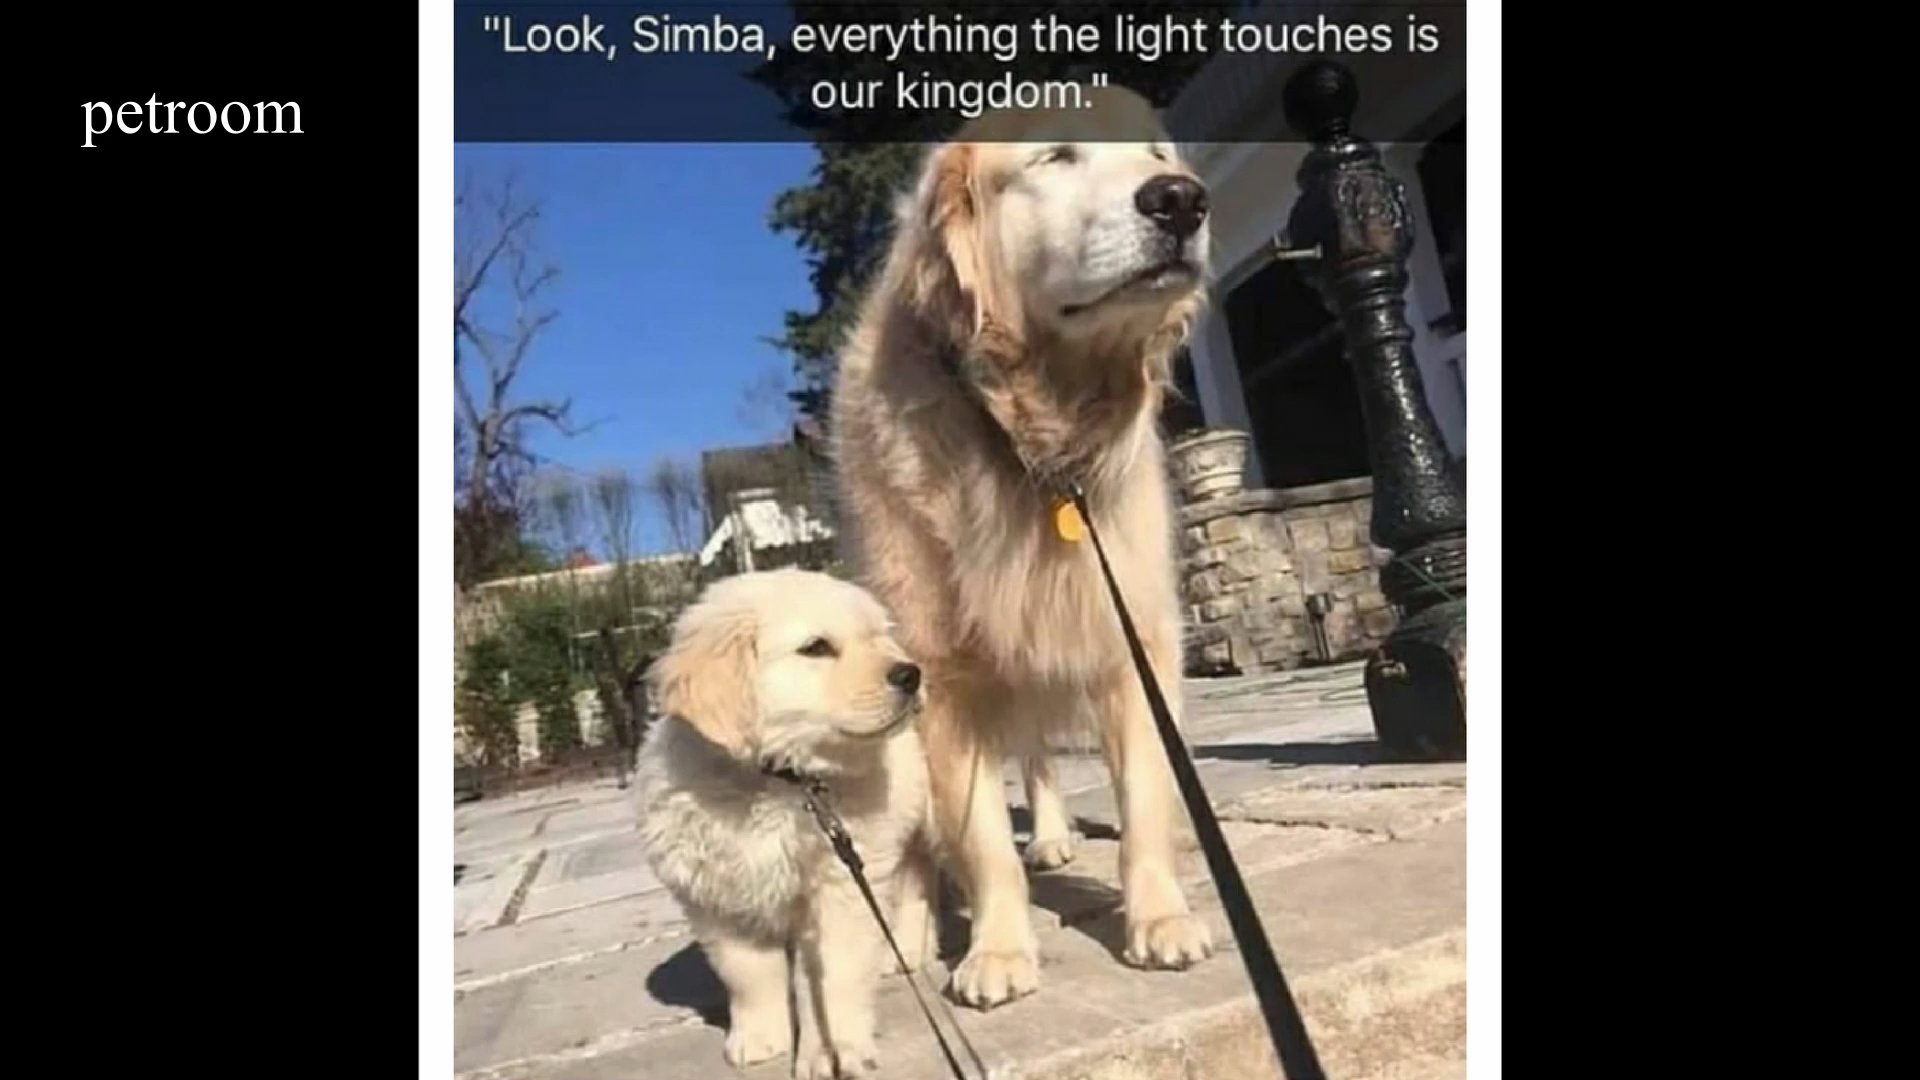 petroom
"Look, Simba, everything the light touches is
our kingdom."